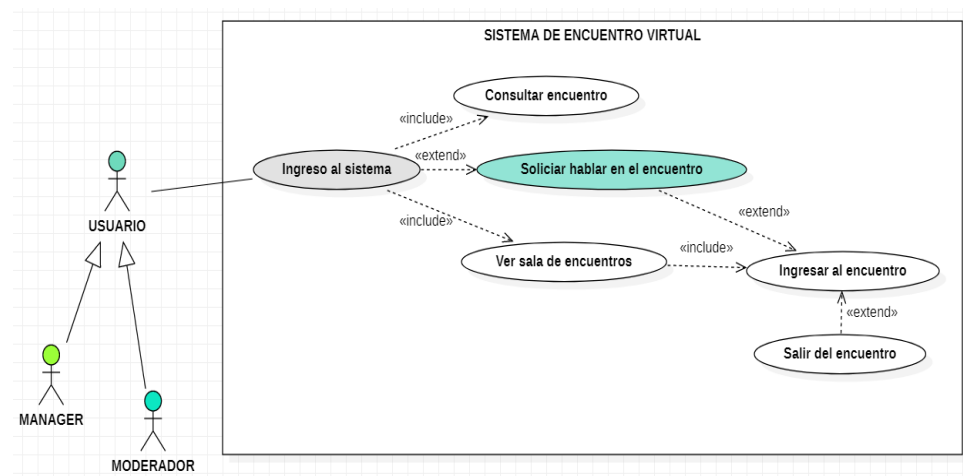 SISTEMA DE ENCUENTRO VIRTUAL
Consultar encuentro
«include»
«extend»
Ingreso al sistema
Soliciar hablar en el encuentro
«include»
«extend»
USUARIO
«include»
Ver sala de encuentros
Ingresar al encuentro
«extend»
Salir del encuentro
MANAGER
MODERADOR